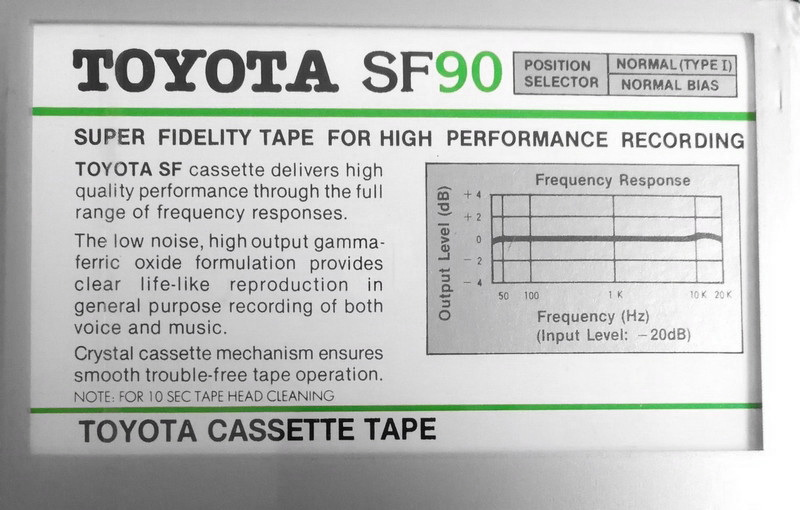 TOYOTA SF90
POSITION SELECTOR
NORMAL (TYPE I)
NORMAL BIAS
SUPER FIDELITY TAPE FOR HIGH PERFORMANCE RECORDING
TOYOTA SF cassette delivers high
quality performance through the full
range of frequency responses.
The low noise, high output gamma-
ferric oxide formulation provides
clear life-like reproduction in
general purpose recording of both
voice and music.
Crystal cassette mechanism ensures
smooth trouble-free tape operation.
NOTE: FOR 10 SEC TAPE HEAD CLEANING
Frequency Response
Output Level (dB)
+ 4
+ 2
0
- 2
- 4
50 100 1 K 10 K 20 K
Frequency (Hz)
(Input Level: -20dB)
TOYOTA CASSETTE TAPE